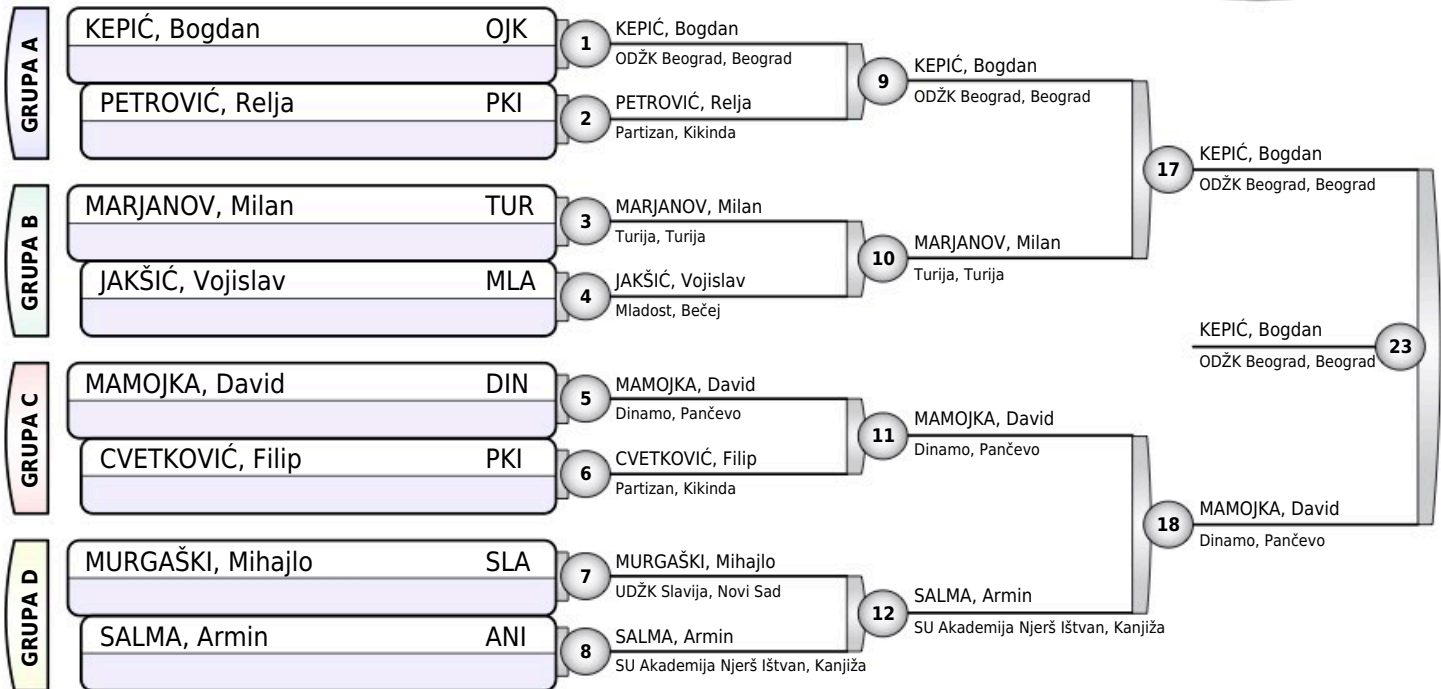 GRUPA A
KEPIĆ, Bogdan OJK
PETROVIĆ, Relja PKI
GRUPA B
MARJANOV, Milan TUR
JAKŠIĆ, Vojislav MLA
GRUPA C
MAMOJKA, David DIN
CVETKOVIĆ, Filip PKI
GRUPA D
MURGAŠKI, Mihajlo SLA
SALMA, Armin ANI
1
KEPIĆ, Bogdan
ODŽK Beograd, Beograd
2
PETROVIĆ, Relja
Partizan, Kikinda
3
MARJANOV, Milan
Turija, Turija
4
JAKŠIĆ, Vojislav
Mladost, Bečej
5
MAMOJKA, David
Dinamo, Pančevo
6
CVETKOVIĆ, Filip
Partizan, Kikinda
7
MURGAŠKI, Mihajlo
UDŽK Slavija, Novi Sad
8
SALMA, Armin
SU Akademija Njerš Ištvan, Kanjiža
9
KEPIĆ, Bogdan
ODŽK Beograd, Beograd
10
MARJANOV, Milan
Turija, Turija
11
MAMOJKA, David
Dinamo, Pančevo
12
SALMA, Armin
SU Akademija Njerš Ištvan, Kanjiža
17
KEPIĆ, Bogdan
ODŽK Beograd, Beograd
18
MAMOJKA, David
Dinamo, Pančevo
KEPIĆ, Bogdan
ODŽK Beograd, Beograd
23